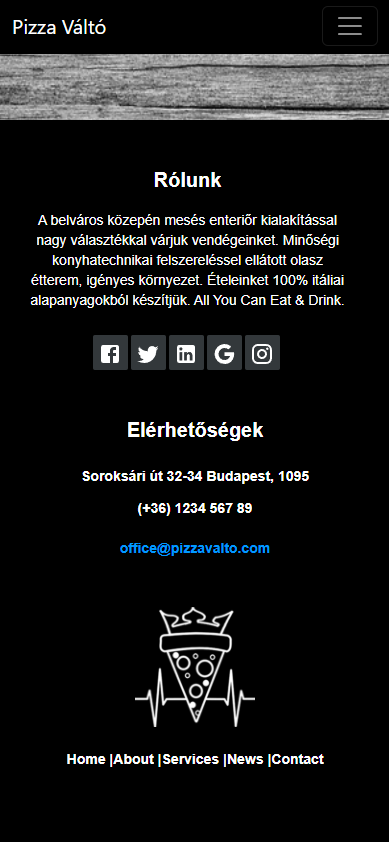 Pizza Váltó
Rólunk
A belváros közepén mesés enteriőr kialakítással
nagy választékkal várjuk vendégeinket. Minőségi
konyhatechnikai felszereléssel ellátott olasz
étterem, igényes környezet. Ételeinket 100% itáliai
alapanyagokból készítjük. All You Can Eat & Drink.
Elérhetőségek
Soroksári út 32-34 Budapest, 1095
(+36) 1234 567 89
office@pizzavalto.com
Home |About |Services |News |Contact